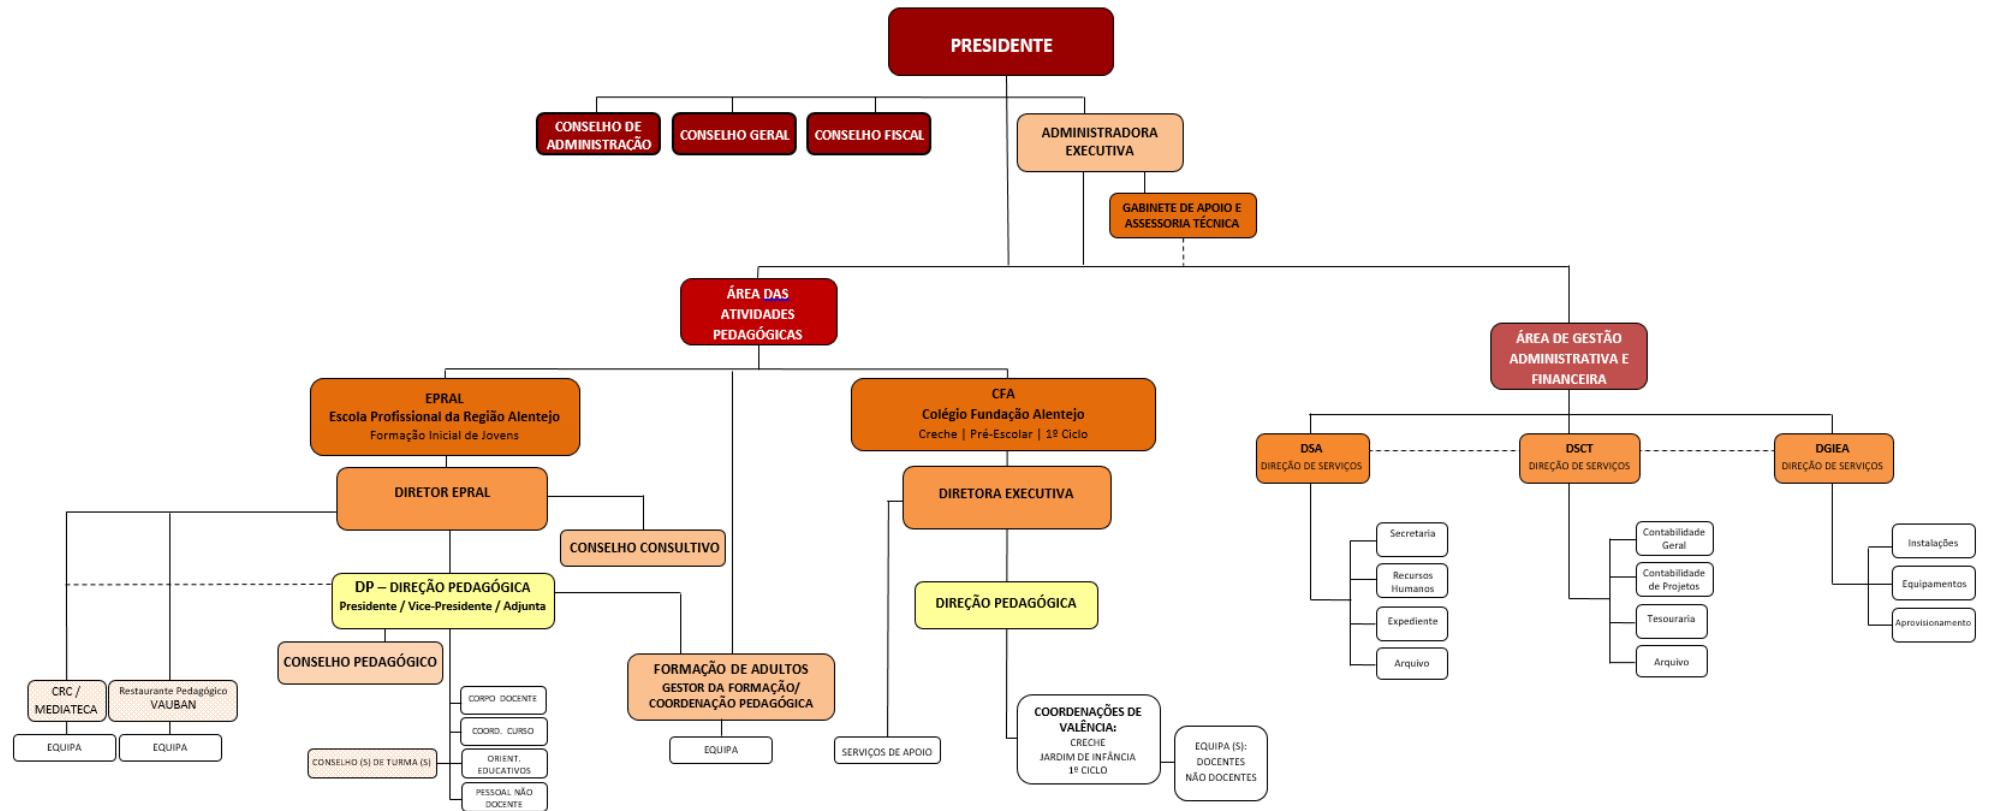 PRESIDENTE
CONSELHO DE
ADMINISTRAÇÃO
CONSELHO GERAL
CONSELHO FISCAL
ADMINISTRADORA
EXECUTIVA
GABINETE DE APOIO E
ASSESSORIA TÉCNICA
ÁREA DAS
ATIVIDADES
PEDAGÓGICAS
ÁREA DE GESTÃO
ADMINISTRATIVA E
FINANCEIRA
EPRAL
Escola Profissional da Região Alentejo
Formação Inicial de Jovens
CFA
Colégio Fundação Alentejo
Creche | Pré-Escolar | 1º Ciclo
DSA
DIREÇÃO DE SERVIÇOS
DSCT
DIREÇÃO DE SERVIÇOS
DGIEA
DIREÇÃO DE SERVIÇOS
DIRETOR EPRAL
DIRETORA EXECUTIVA
CONSELHO CONSULTIVO
Secretaria
Recursos
Humanos
Expediente
Arquivo
Contabilidade
Geral
Contabilidade
de Projetos
Tesouraria
Arquivo
Instalações
Equipamentos
Aprovisionamento
DP – DIREÇÃO PEDAGÓGICA
Presidente / Vice-Presidente / Adjunta
DIREÇÃO PEDAGÓGICA
CONSELHO PEDAGÓGICO
FORMAÇÃO DE ADULTOS
GESTOR DA FORMAÇÃO/
COORDENAÇÃO PEDAGÓGICA
CRC /
MEDIATECA
Restaurante Pedagógico
VAUBAN
EQUIPA
EQUIPA
CORPO DOCENTE
COORD. CURSO
CONSELHO (S) DE TURMA (S)
ORIENT.
EDUCATIVOS
PESSOAL NÃO
DOCENTE
EQUIPA
SERVIÇOS DE APOIO
COORDENAÇÕES DE
VALÊNCIA:
CRECHE
JARDIM DE INFÂNCIA
1º CICLO
EQUIPA (S):
DOCENTES
NÃO DOCENTES